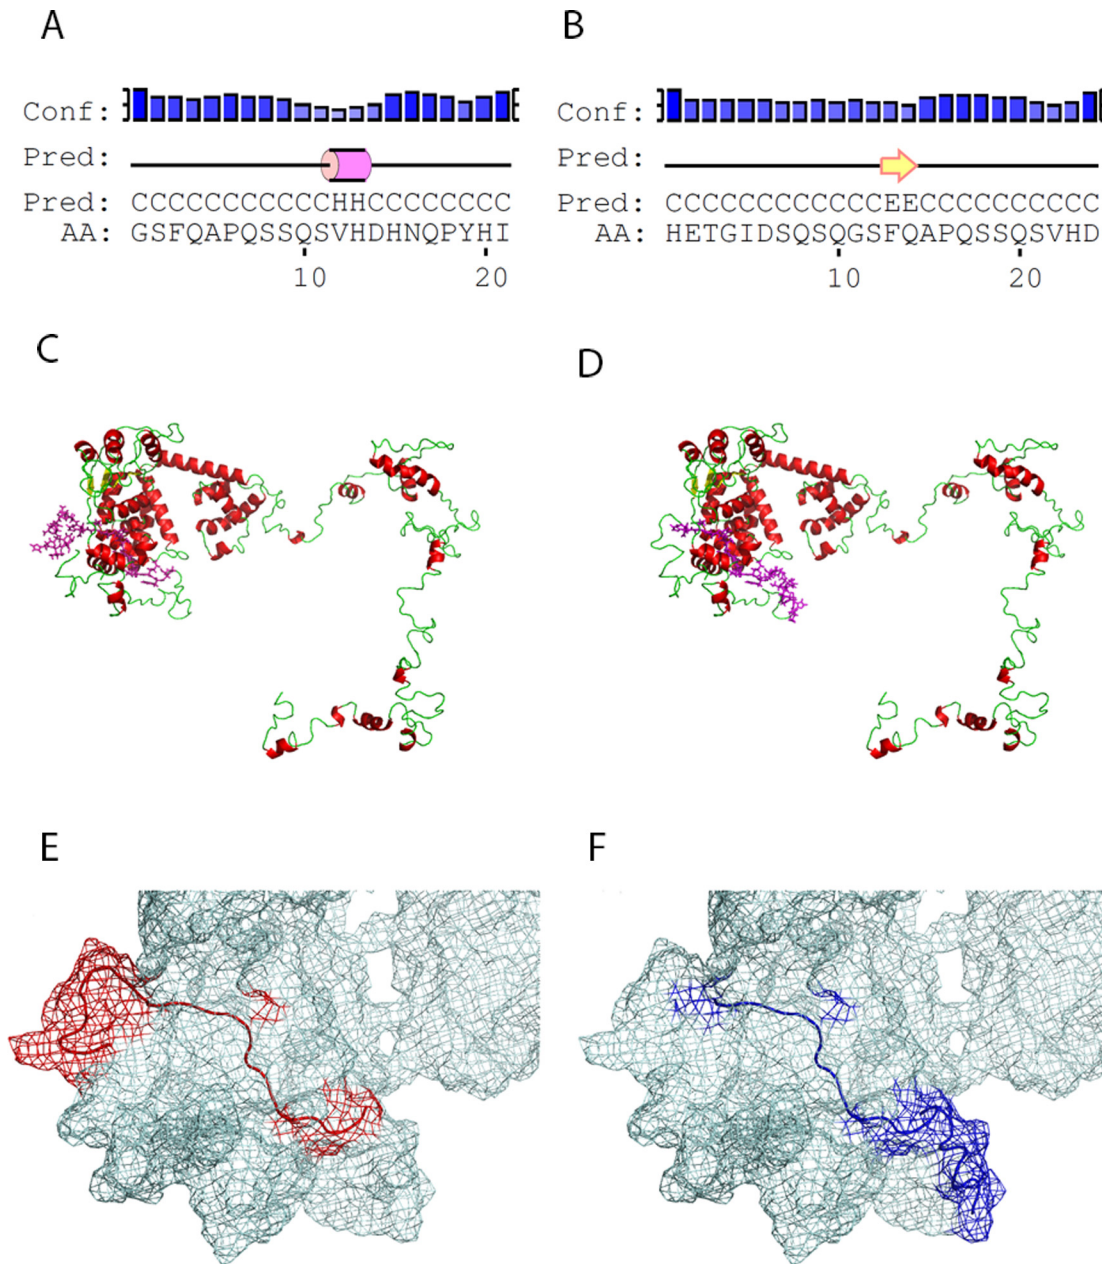 A
Conf:
Pred:
Pred: CCCCCCCCCCCHHCCCCCCCC
AA: GSFQAPQSSQSVHDHNQPYHI
10 20
B
Conf:
Pred:
Pred: CCCCCCCCCCCCEECCCCCCCCCC
AA: HETGIDSQSQGSFQAPQSSQSVHD
10 20
C
D
E
F